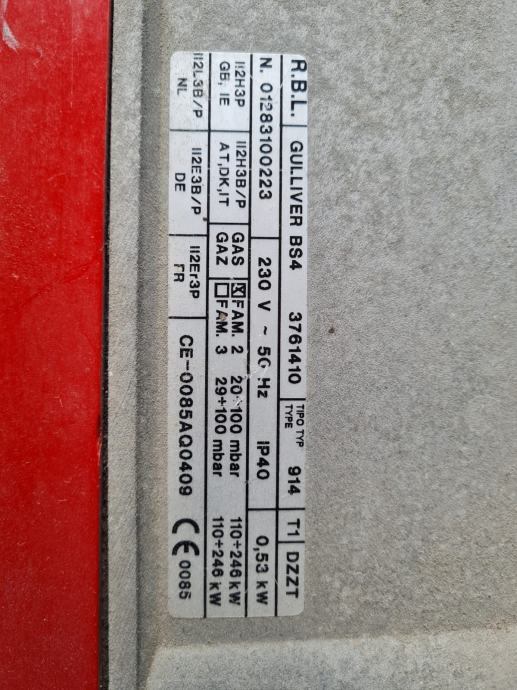 R.B.L. GULLIVER BS4 3761410 TIPO TYP TYPE 914 T1 DZZT
N. 01283100223 230 V ~ 50 Hz IP40 0,53 kW
II2H3P GB, IE II2H3B/P AT,DK,IT GAS ☒ FAM. 2 20÷100 mbar 110÷246 kW
GAZ ☐ FAM. 3 29÷100 mbar 110÷246 kW
II2L3B/P NL II2E3B/P DE II2Er3P FR CE-0085AQ0409 CE 0085